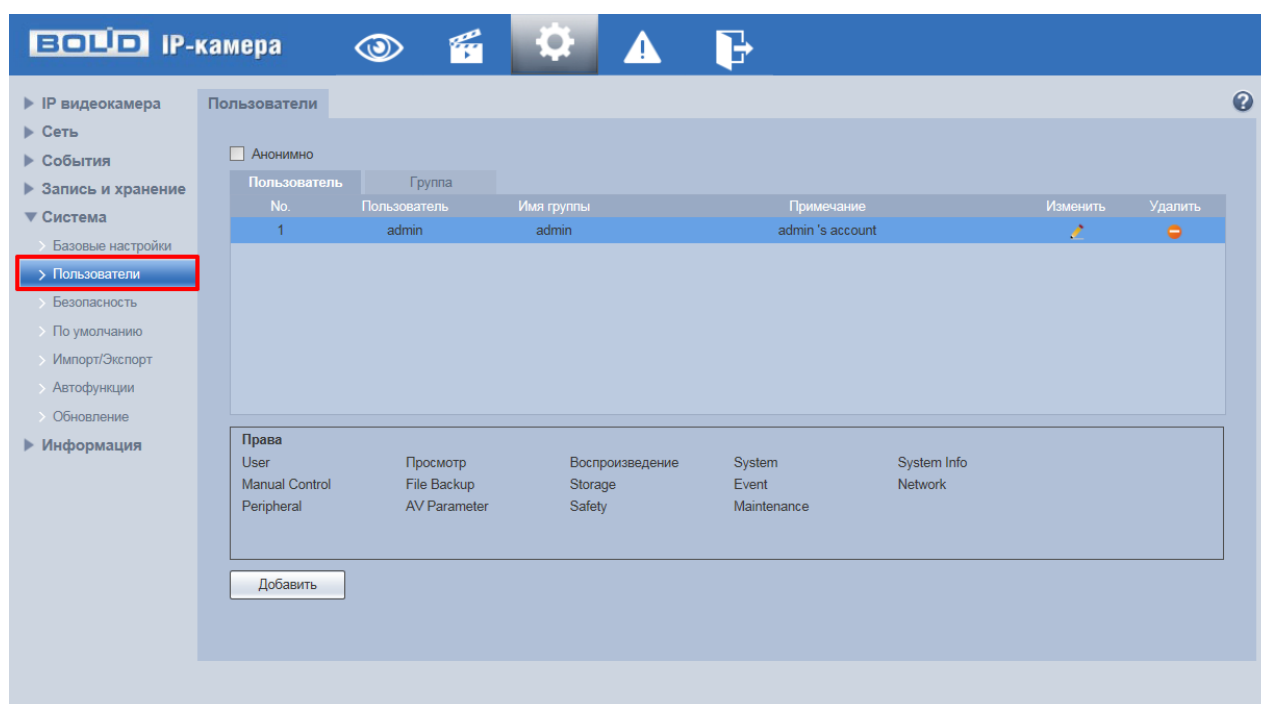 BOLID IP-камера
IP видеокамера
Сеть
События
Запись и хранение
Система
Базовые настройки
Пользователи
Безопасность
По умолчанию
Импорт/Экспорт
Автофункции
Обновление
Информация
Пользователи
?
Анонимно
Пользователь Группа
No. Пользователь Имя группы Примечание Изменить Удалить
1 admin admin admin 's account
Права
User Просмотр Воспроизведение System System Info
Manual Control File Backup Storage Event Network
Peripheral AV Parameter Safety Maintenance
Добавить